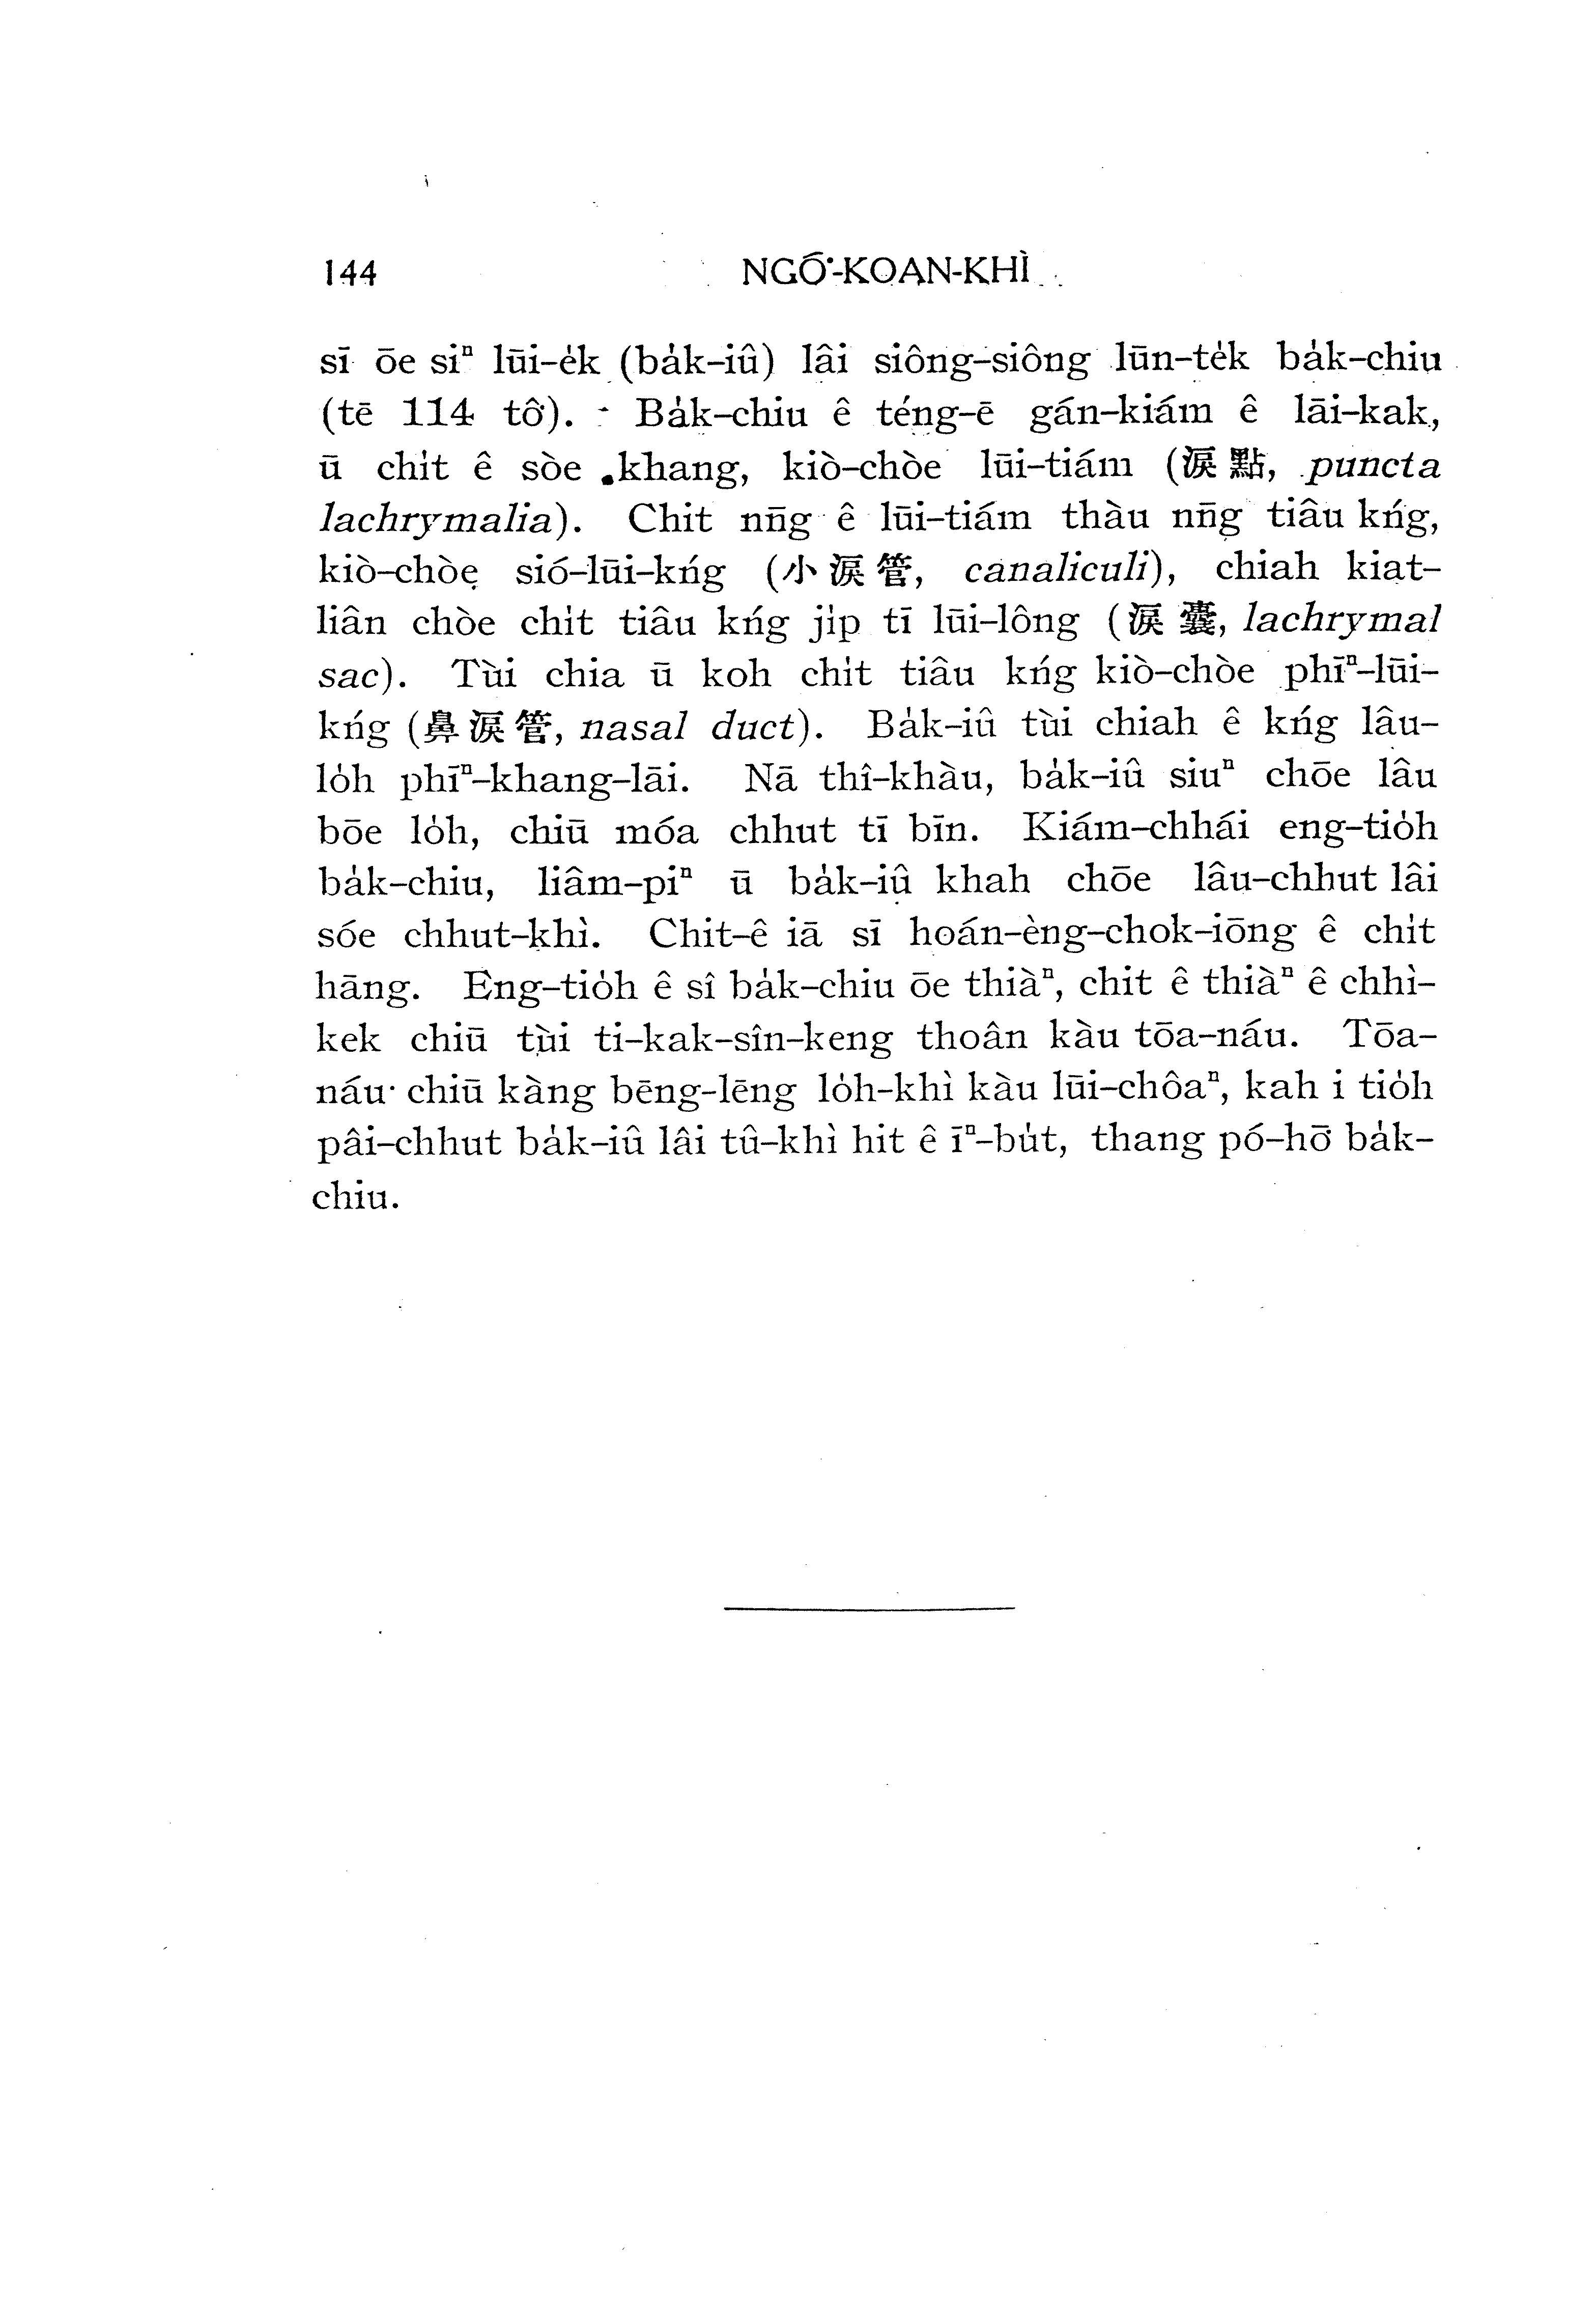 144 NGÓ͘-KOAN-KHÌ
sī ōe siⁿ lūi-e̍k (ba̍k-iû) lâi siông-siông lūn-te̍k ba̍k-chiu
(tē 114 tô͘). Ba̍k-chiu ê téng-ē gán-kiám ê lāi-kak,
ū chi̍t ê sòe khang, kiò-chòe lūi-tiám (淚點, puncta
lachrymalia). Chit nn̄g ê lūi-tiám thàu nn̄g tiâu kńg,
kiò-chòe sió-lūi-kńg (小淚管, canaliculi), chiah kiat-
liân chòe chi̍t tiâu kńg ji̍p tī lūi-lông (淚囊, lachrymal
sac). Tùi chia ū koh chi̍t tiâu kńg kiò-chòe phīⁿ-lūi-
kńg (鼻淚管, nasal duct). Ba̍k-iû tùi chiah ê kńg lâu-
lo̍h phīⁿ-khang-lāi. Nā thî-khàu, ba̍k-iû siuⁿ chōe lâu
bōe lo̍h, chiū móa chhut tī bīn. Kiám-chhái eng-tio̍h
ba̍k-chiu, liâm-piⁿ ū ba̍k-iû khah chōe lâu-chhut lâi
sóe chhut-khì. Chit-ê iā sī hoán-èng-chok-iōng ê chi̍t
hāng. Eng-tio̍h ê sî ba̍k-chiu ōe thiàⁿ, chit ê thiàⁿ ê chhì-
kek chiū tùi ti-kak-sîn-keng thoân kàu tōa-náu. Tōa-
náu chiū kàng bēng-lēng lo̍h-khì kàu lūi-chôaⁿ, kah i tio̍h
pâi-chhut ba̍k-iû lâi tû-khì hit ê īⁿ-bu̍t, thang pó-hō͘ ba̍k-
chiu.